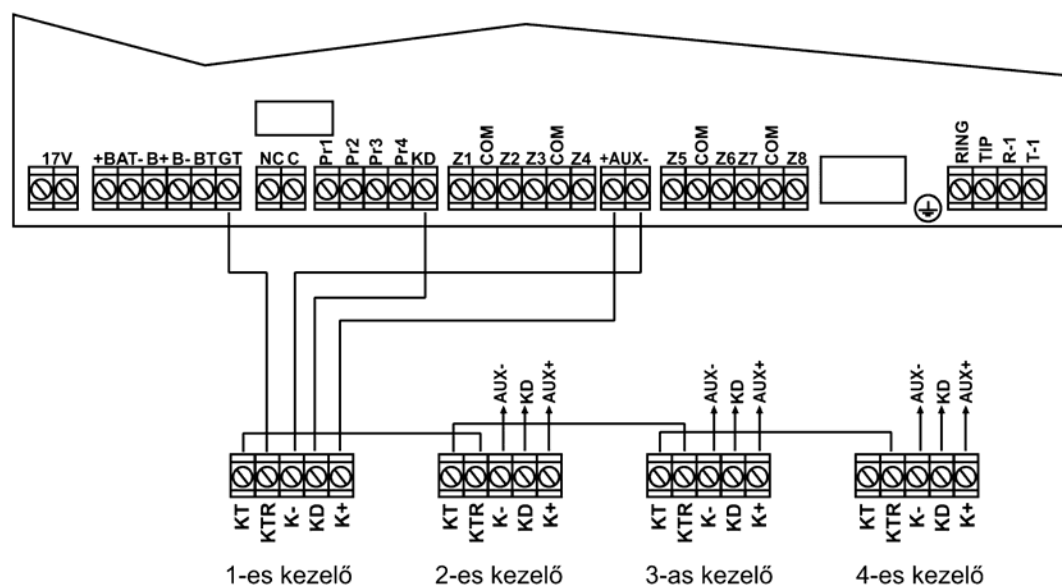 17V +BAT- B+ B- BT GT NC C Pr1 Pr2 Pr3 Pr4 KD Z1 COM Z2 Z3 COM Z4 +AUX- Z5 COM Z6 Z7 COM Z8 RING TIP R-1 T-1
AUX- KD AUX+ AUX- KD AUX+ AUX- KD AUX+
KT KTR K- KD K+ KT KTR K- KD K+ KT KTR K- KD K+ KT KTR K- KD K+
1-es kezelő 2-es kezelő 3-as kezelő 4-es kezelő